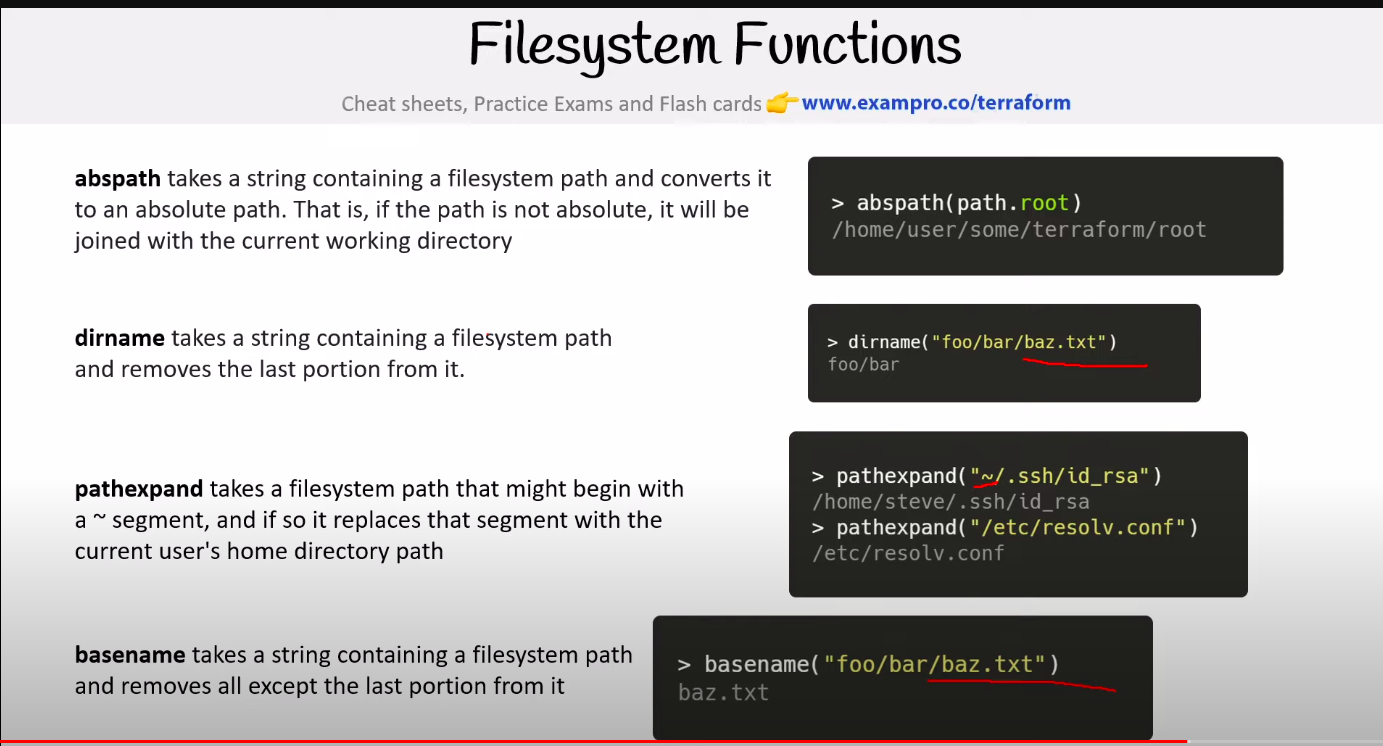 Filesystem Functions
Cheat sheets, Practice Exams and Flash cards 👉 www.exampro.co/terraform
abspath takes a string containing a filesystem path and converts it
to an absolute path. That is, if the path is not absolute, it will be
joined with the current working directory
> abspath(path.root)
/home/user/some/terraform/root
dirname takes a string containing a filesystem path
and removes the last portion from it.
> dirname("foo/bar/baz.txt")
foo/bar
pathexpand takes a filesystem path that might begin with
a ~ segment, and if so it replaces that segment with the
current user's home directory path
> pathexpand("~/.ssh/id_rsa")
/home/steve/.ssh/id_rsa
> pathexpand("/etc/resolv.conf")
/etc/resolv.conf
basename takes a string containing a filesystem path
and removes all except the last portion from it
> basename("foo/bar/baz.txt")
baz.txt